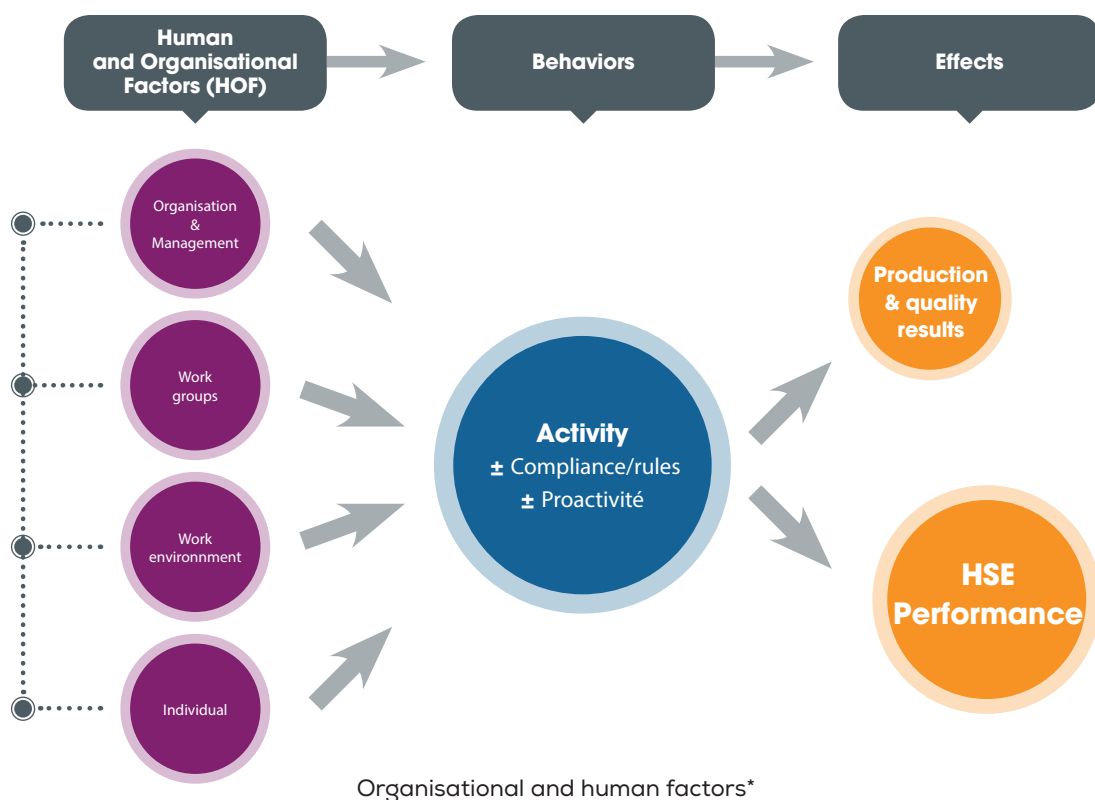 Human
and Organisational
Factors (HOF)
Behaviors
Effects
Organisation
&
Management
Work
groups
Work
environnment
Individual
Activity
± Compliance/rules
± Proactivité
Production
& quality
results
HSE
Performance
Organisational and human factors*